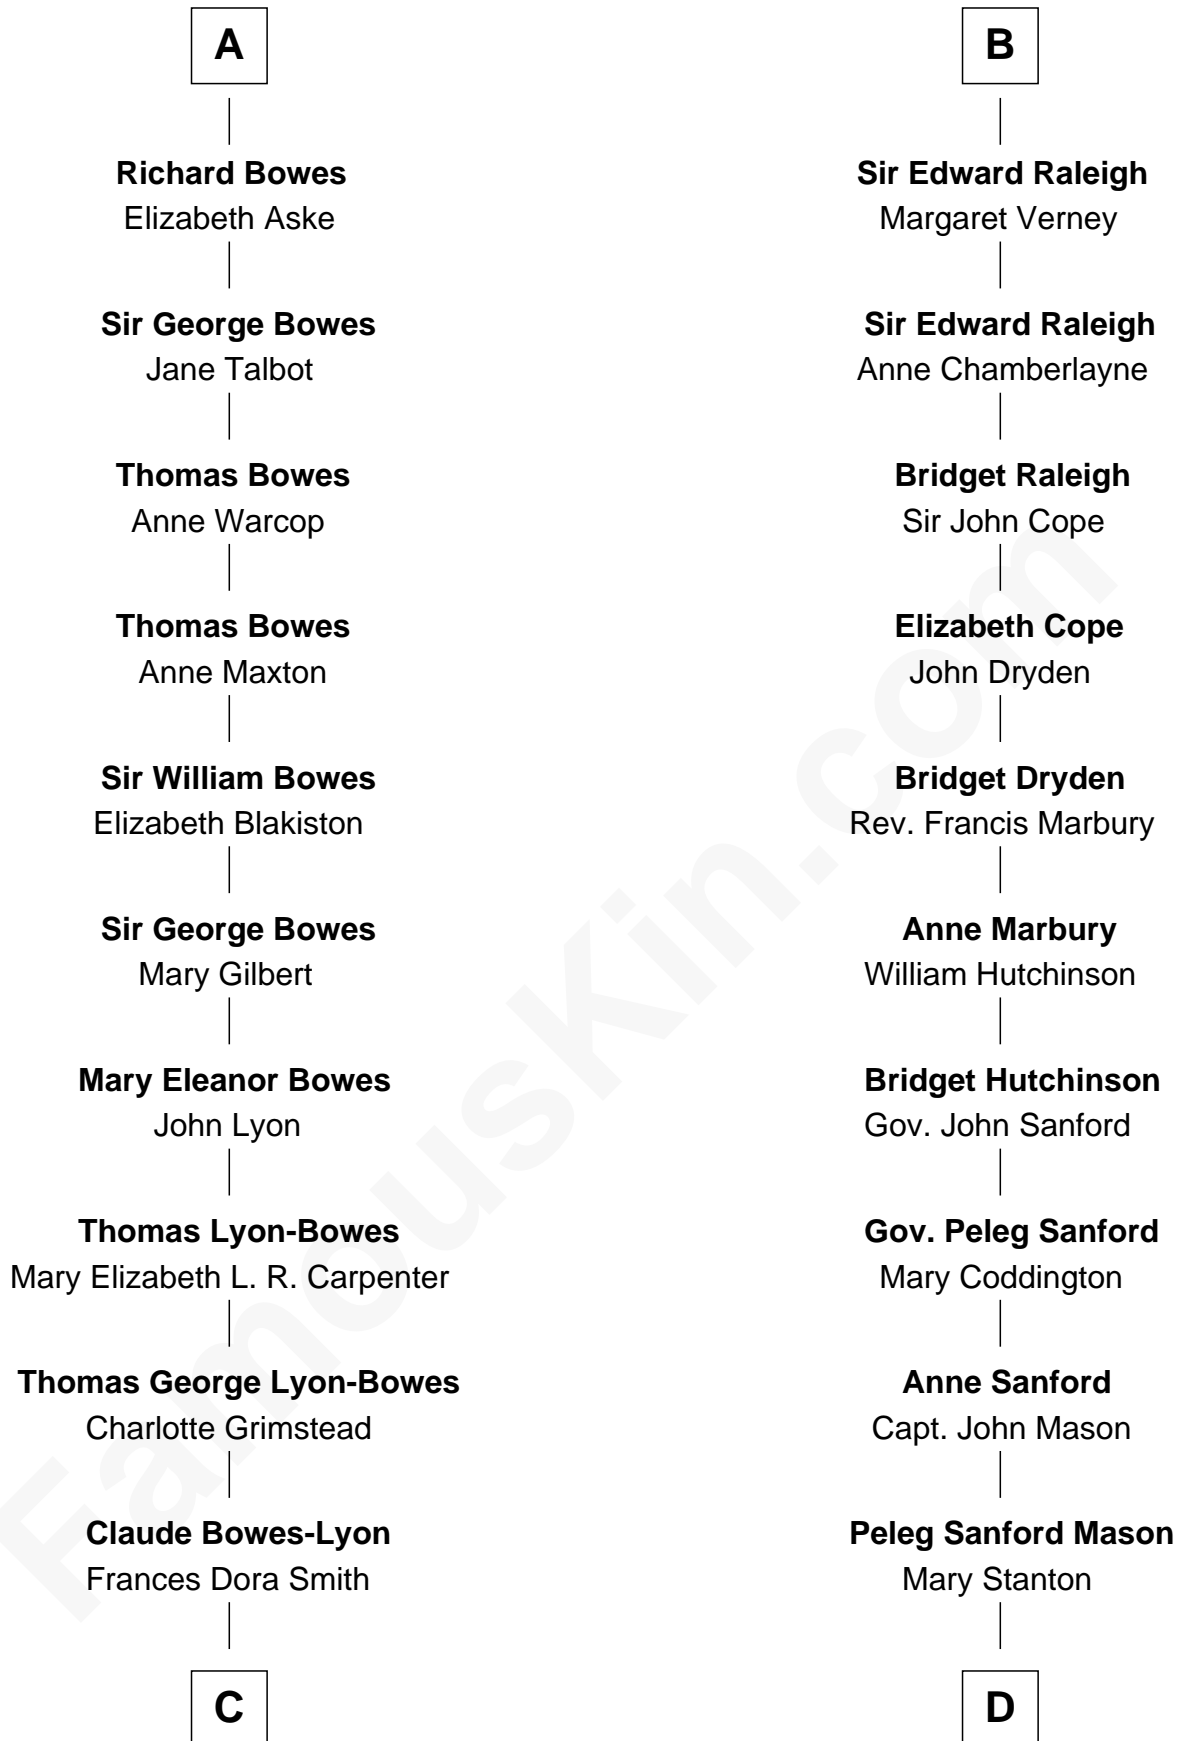 A
Richard Bowes
Elizabeth Aske
Sir George Bowes
Jane Talbot
Thomas Bowes
Anne Warcop
Thomas Bowes
Anne Maxton
Sir William Bowes
Elizabeth Blakiston
Sir George Bowes
Mary Gilbert
Mary Eleanor Bowes
John Lyon
Thomas Lyon-Bowes
Mary Elizabeth L. R. Carpenter
Thomas George Lyon-Bowes
Charlotte Grimstead
Claude Bowes-Lyon
Frances Dora Smith
C
B
Sir Edward Raleigh
Margaret Verney
Sir Edward Raleigh
Anne Chamberlayne
Bridget Raleigh
Sir John Cope
Elizabeth Cope
John Dryden
Bridget Dryden
Rev. Francis Marbury
Anne Marbury
William Hutchinson
Bridget Hutchinson
Gov. John Sanford
Gov. Peleg Sanford
Mary Coddington
Anne Sanford
Capt. John Mason
Peleg Sanford Mason
Mary Stanton
D
FamousKin.com